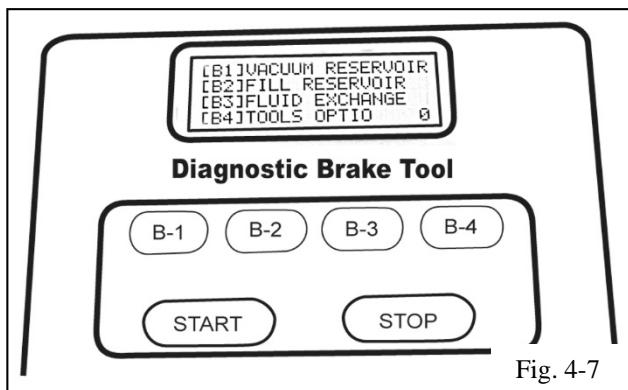 [B1]VACUUM RESERVOIR
[B2]FILL RESERVOIR
[B3]FLUID EXCHANGE
[B4]TOOLS OPTIO 0
Diagnostic Brake Tool
B-1 B-2 B-3 B-4
START STOP
Fig. 4-7